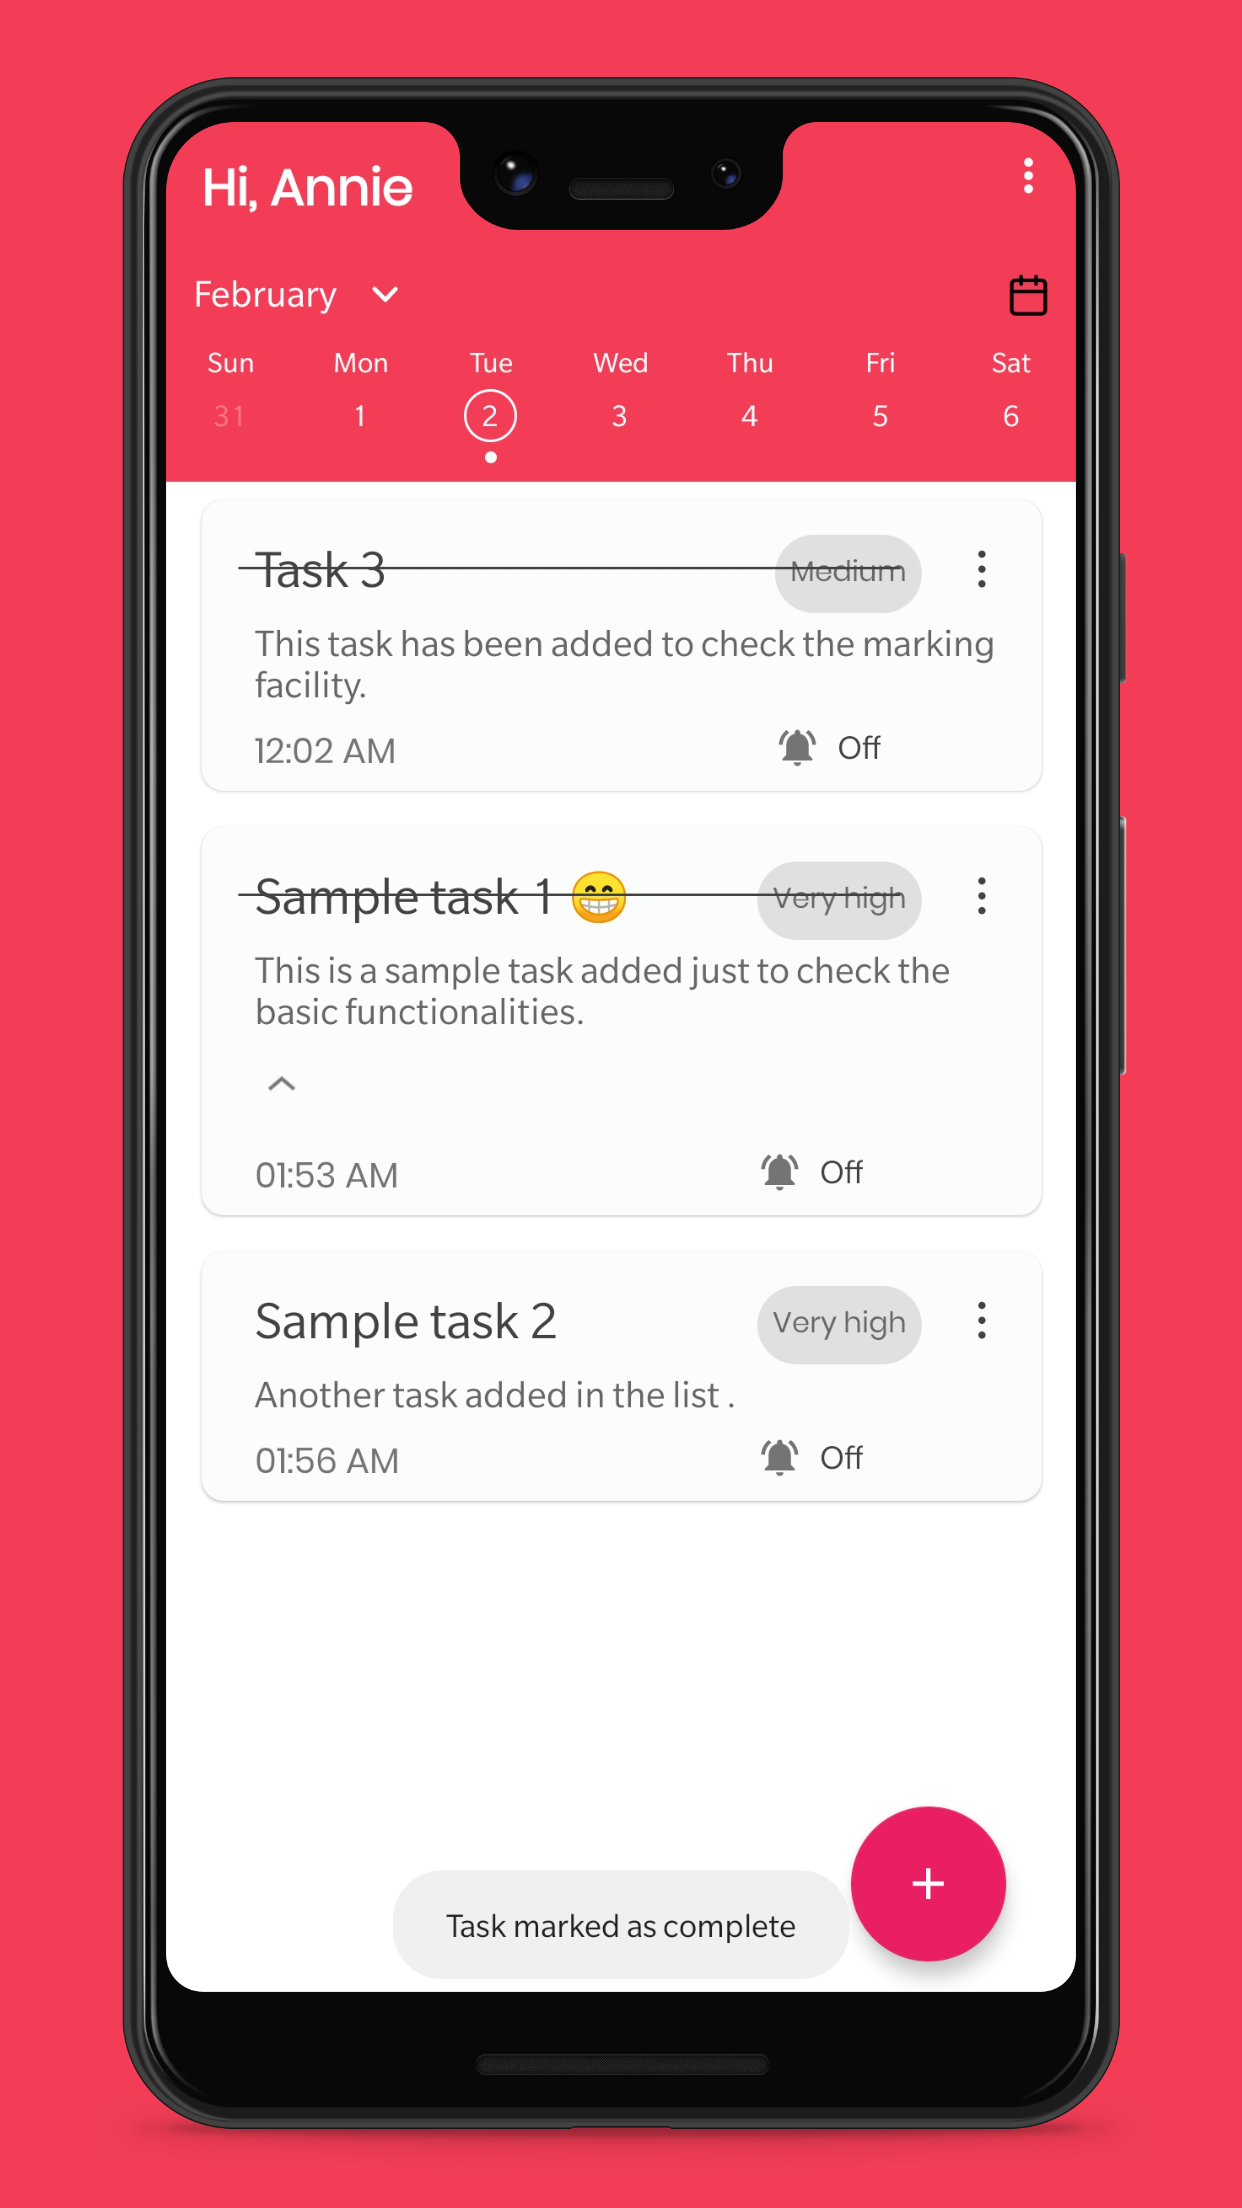 Hi, Annie
February
Sun Mon Tue Wed Thu Fri Sat
31 1 2 3 4 5 6
Task 3 Medium
This task has been added to check the marking
facility.
12:02 AM Off
Sample task 1 😁 Very high
This is a sample task added just to check the
basic functionalities.
01:53 AM Off
Sample task 2 Very high
Another task added in the list .
01:56 AM Off
+
Task marked as complete